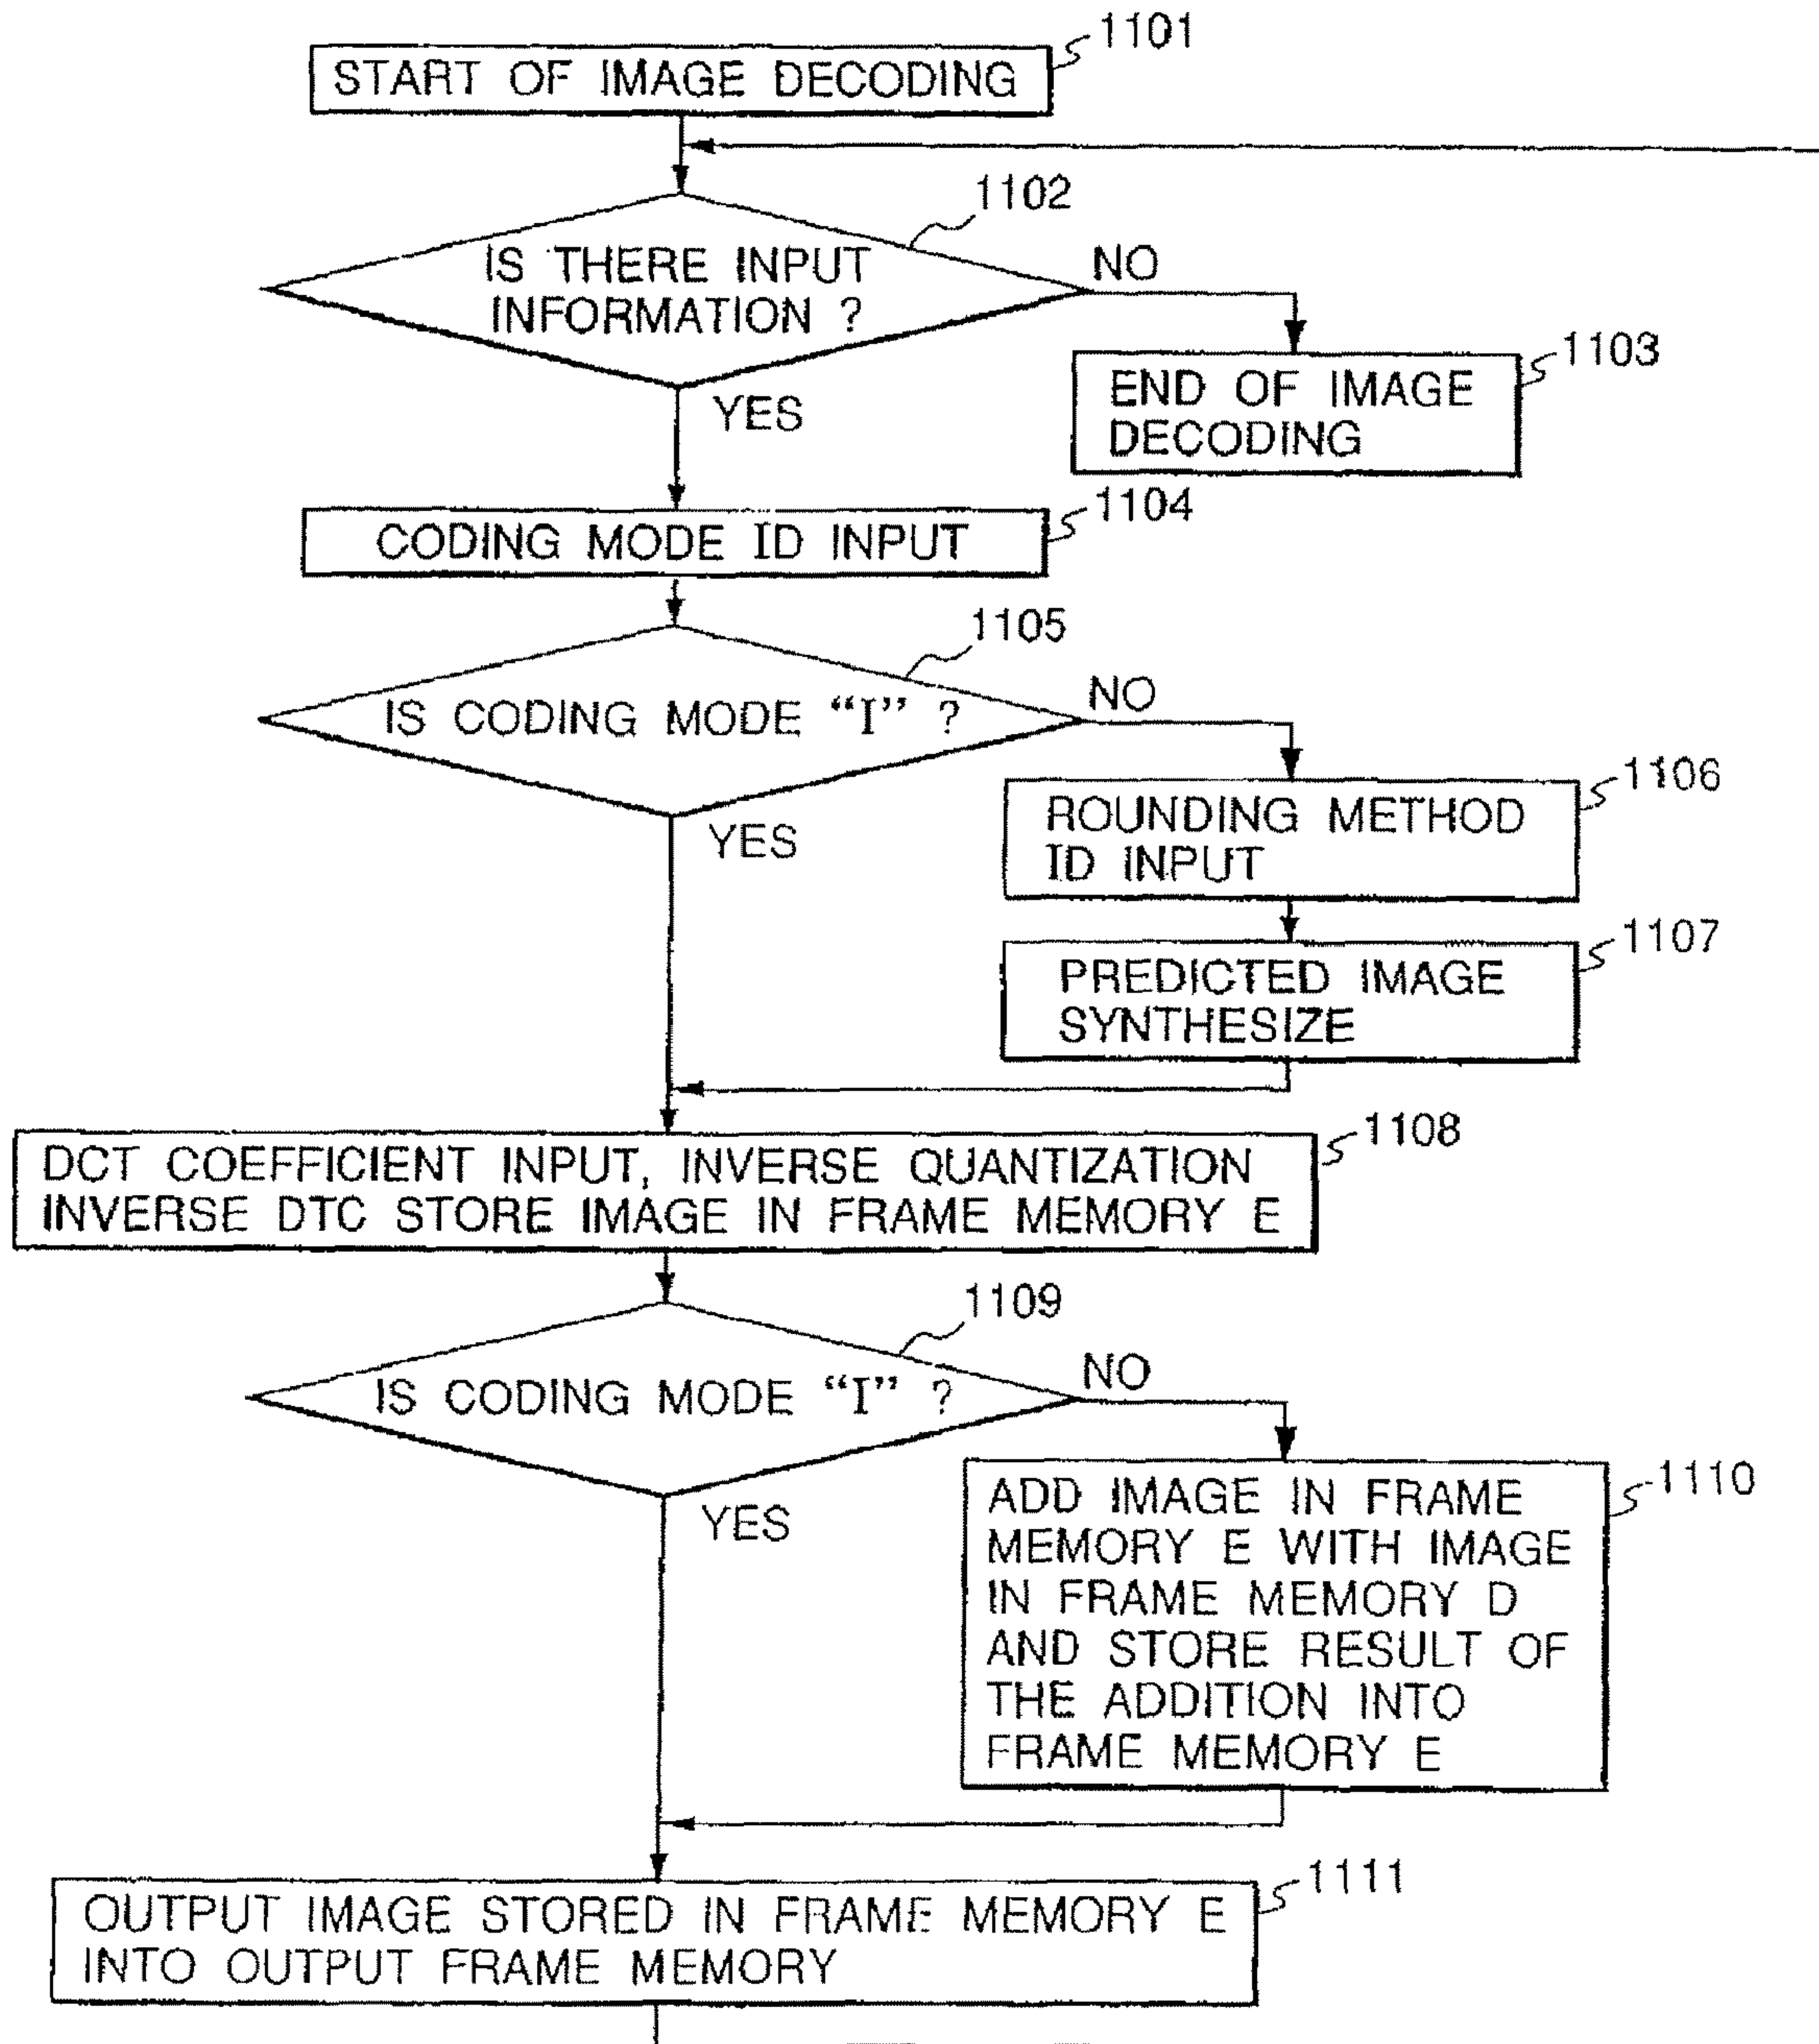 1101
START OF IMAGE DECODING
1102
IS THERE INPUT
INFORMATION ?
NO
YES
1103
END OF IMAGE
DECODING
1104
CODING MODE ID INPUT
1105
IS CODING MODE “I” ?
NO
YES
1106
ROUNDING METHOD
ID INPUT
1107
PREDICTED IMAGE
SYNTHESIZE
1108
DCT COEFFICIENT INPUT, INVERSE QUANTIZATION
INVERSE DTC STORE IMAGE IN FRAME MEMORY E
1109
IS CODING MODE “I” ?
NO
YES
1110
ADD IMAGE IN FRAME
MEMORY E WITH IMAGE
IN FRAME MEMORY D
AND STORE RESULT OF
THE ADDITION INTO
FRAME MEMORY E
1111
OUTPUT IMAGE STORED IN FRAME MEMORY E
INTO OUTPUT FRAME MEMORY